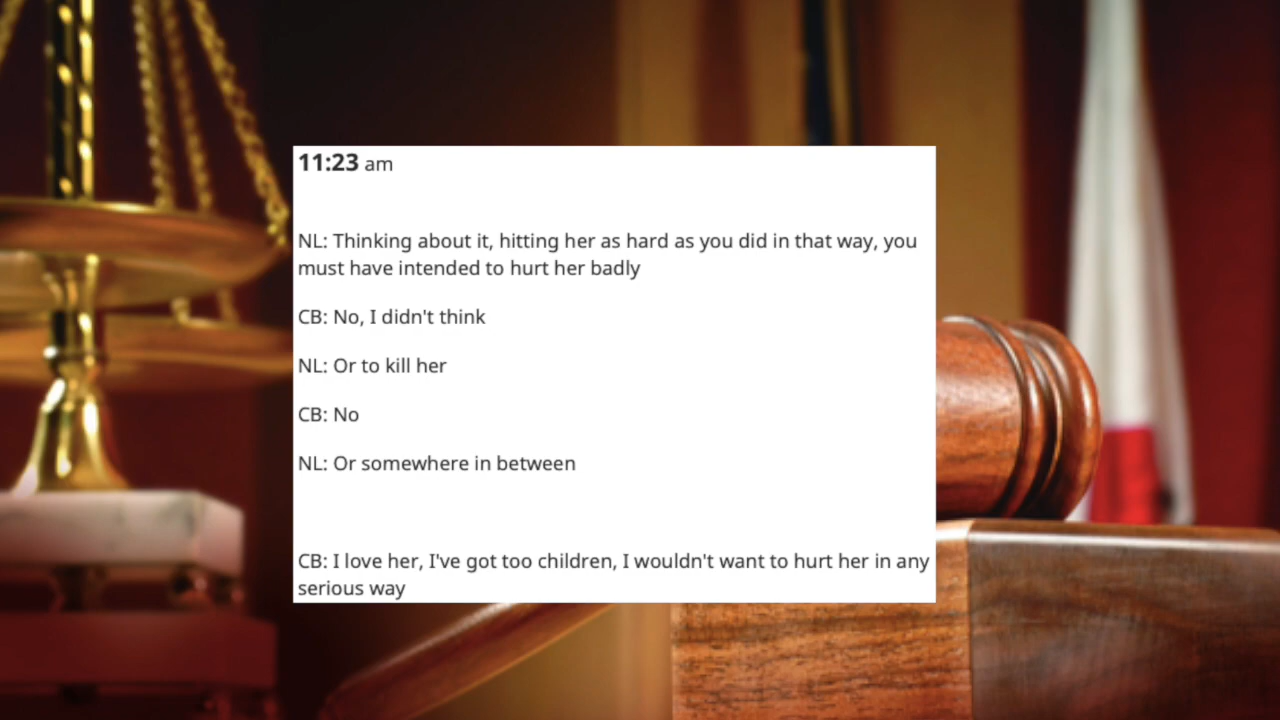 11:23 am
NL: Thinking about it, hitting her as hard as you did in that way, you
must have intended to hurt her badly
CB: No, I didn't think
NL: Or to kill her
CB: No
NL: Or somewhere in between
CB: I love her, I've got too children, I wouldn't want to hurt her in any
serious way